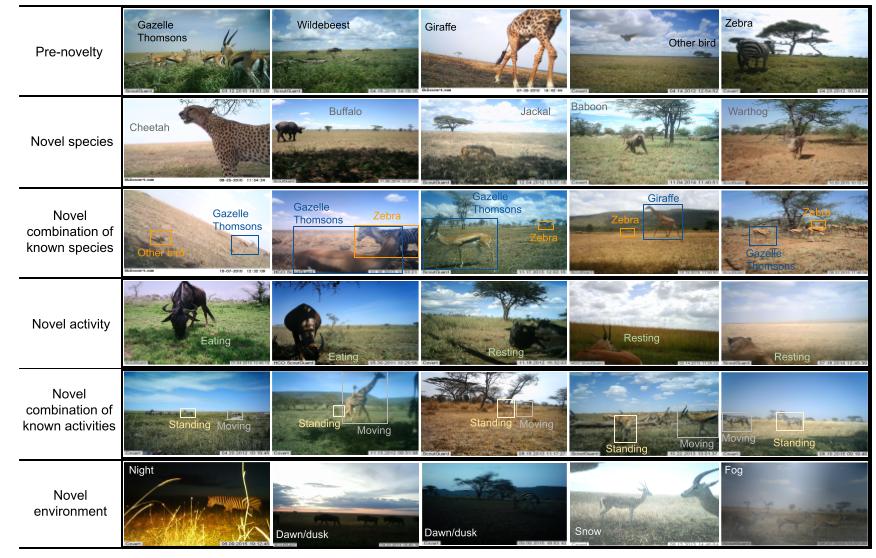 Pre-novelty
Gazelle
Thomsons
Wildebeest
Giraffe
Other bird
Zebra
Novel species
Cheetah
Buffalo
Jackal
Baboon
Warthog
Novel
combination of
known species
Other bird
Gazelle
Thomsons
Gazelle
Thomsons
Zebra
Gazelle
Thomsons
Zebra
Zebra
Giraffe
Gazelle
Thomsons
Zebra
Novel activity
Eating
Eating
Resting
Resting
Resting
Novel
combination of
known activities
Standing
Moving
Standing
Moving
Standing
Moving
Standing
Moving
Moving
Standing
Novel
environment
Night
Dawn/dusk
Dawn/dusk
Snow
Fog